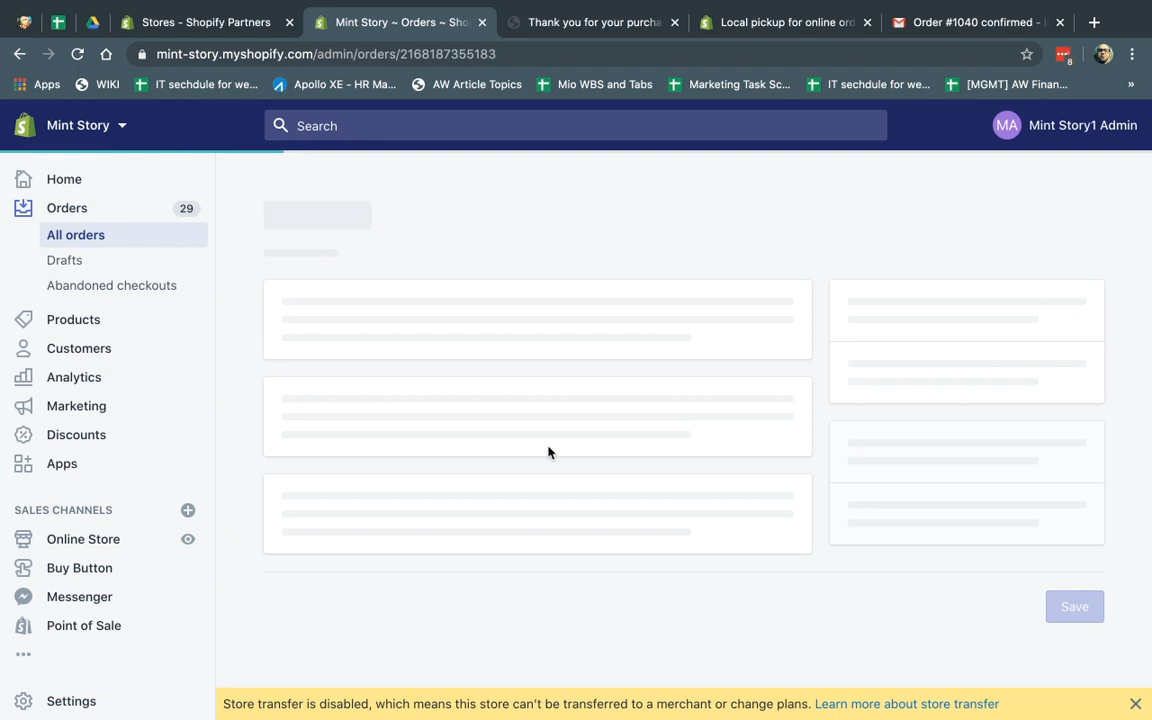 Stores - Shopify Partners
Mint Story ~ Orders ~ Sho
Thank you for your purcha
Local pickup for online ord
Order #1040 confirmed -
mint-story.myshopify.com/admin/orders/2168187355183
8
Apps
WIKI
IT sechdule for we...
Apollo XE - HR Ma...
AW Article Topics
Mio WBS and Tabs
Marketing Task Sc...
IT sechdule for we...
[MGMT] AW Finan...
»
Mint Story
Search
MA
Mint Story1 Admin
Home
Orders
29
All orders
Drafts
Abandoned checkouts
Products
Customers
Analytics
Marketing
Discounts
Apps
SALES CHANNELS
Online Store
Buy Button
Messenger
Point of Sale
Settings
Save
Store transfer is disabled, which means this store can't be transferred to a merchant or change plans. Learn more about store transfer